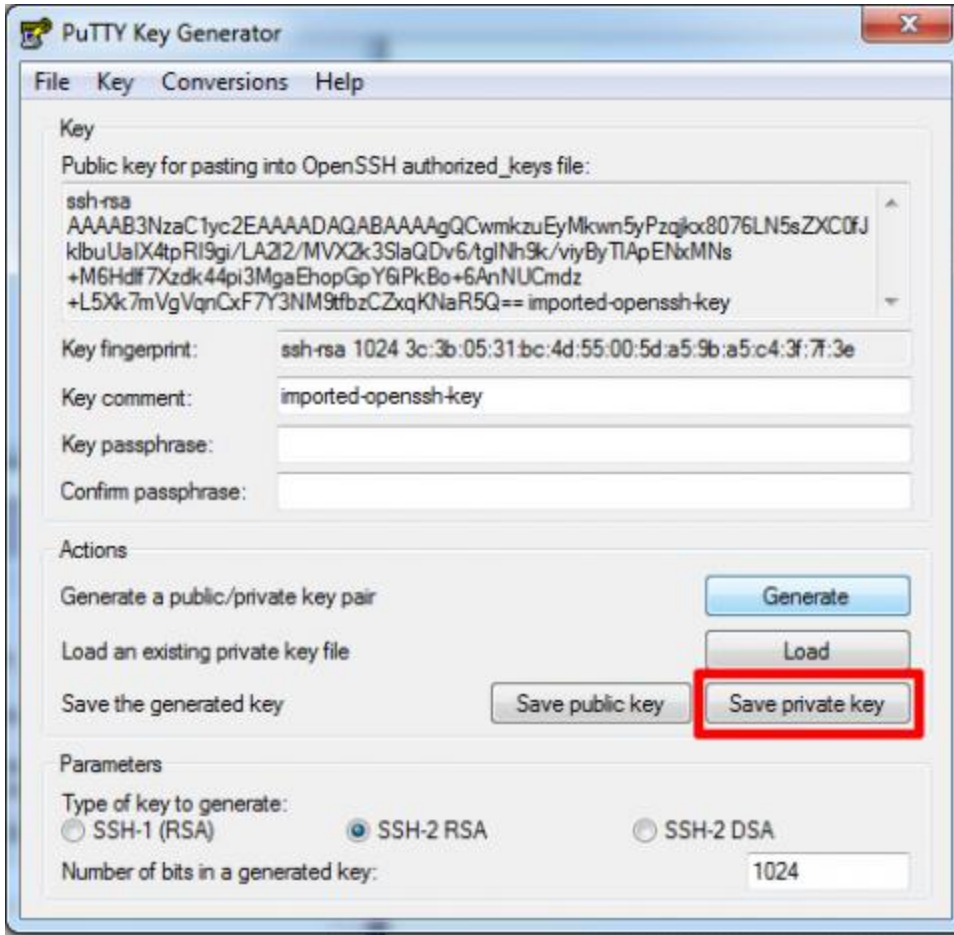 PuTTY Key Generator
File Key Conversions Help
Key
Public key for pasting into OpenSSH authorized_keys file:
ssh-rsa
AAAAB3NzaC1yc2EAAAADAQABAAAAgQCwmkzuEyMkwn5yPzqjkx8076LN5sZXC0fJ
klbuUaIX4tpRI9gi/LA2I2/MVX2k3SlaQDv6/tglNh9k/viyByTlApENxMNs
+M6Hdlf7Xzdk44pi3MgaEhopGpY6iPkBo+6AnNUCmdz
+L5Xk7mVgVqnCxF7Y3NM9tfbzCZxqKNaR5Q== imported-openssh-key
Key fingerprint: ssh-rsa 1024 3c:3b:05:31:bc:4d:55:00:5d:a5:9b:a5:c4:3f:7f:3e
Key comment: imported-openssh-key
Key passphrase:
Confirm passphrase:
Actions
Generate a public/private key pair Generate
Load an existing private key file Load
Save the generated key Save public key Save private key
Parameters
Type of key to generate:
SSH-1 (RSA) SSH-2 RSA SSH-2 DSA
Number of bits in a generated key: 1024